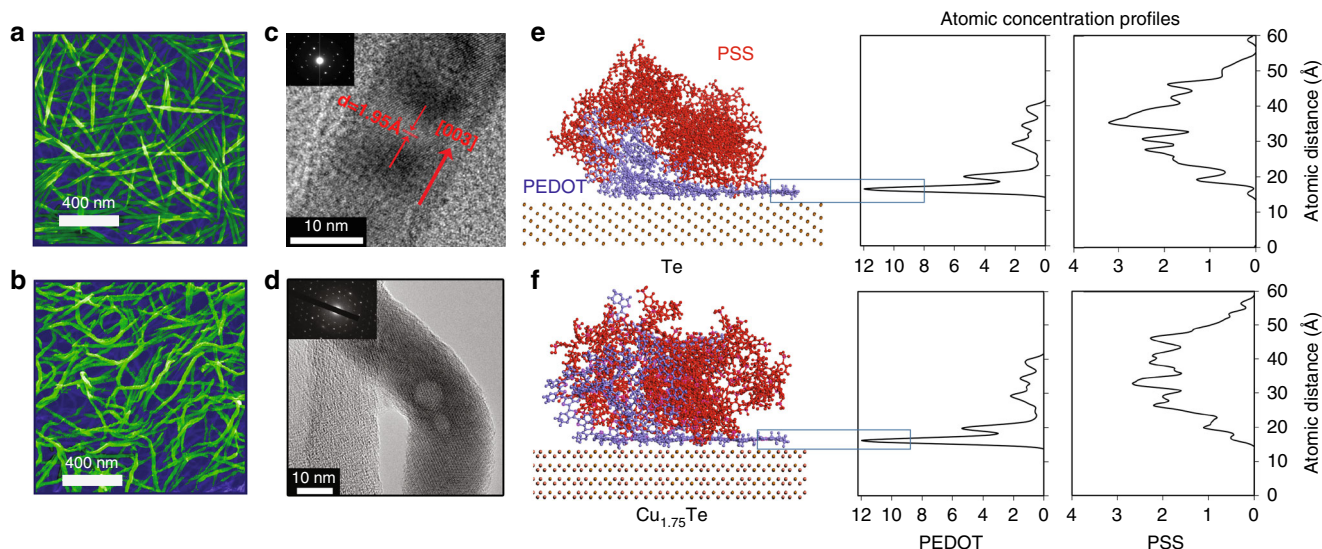 a
400 nm
b
400 nm
c
d=1.96Å
[003]
10 nm
d
10 nm
e
PSS
PEDOT
Te
f
Cu1.75Te
Atomic concentration profiles
12 10 8 6 4 2 0
4 3 2 1 0
60
50
40
30
20
10
0
Atomic distance (Å)
12 10 8 6 4 2 0
PEDOT
4 3 2 1 0
PSS
60
50
40
30
20
10
0
Atomic distance (Å)